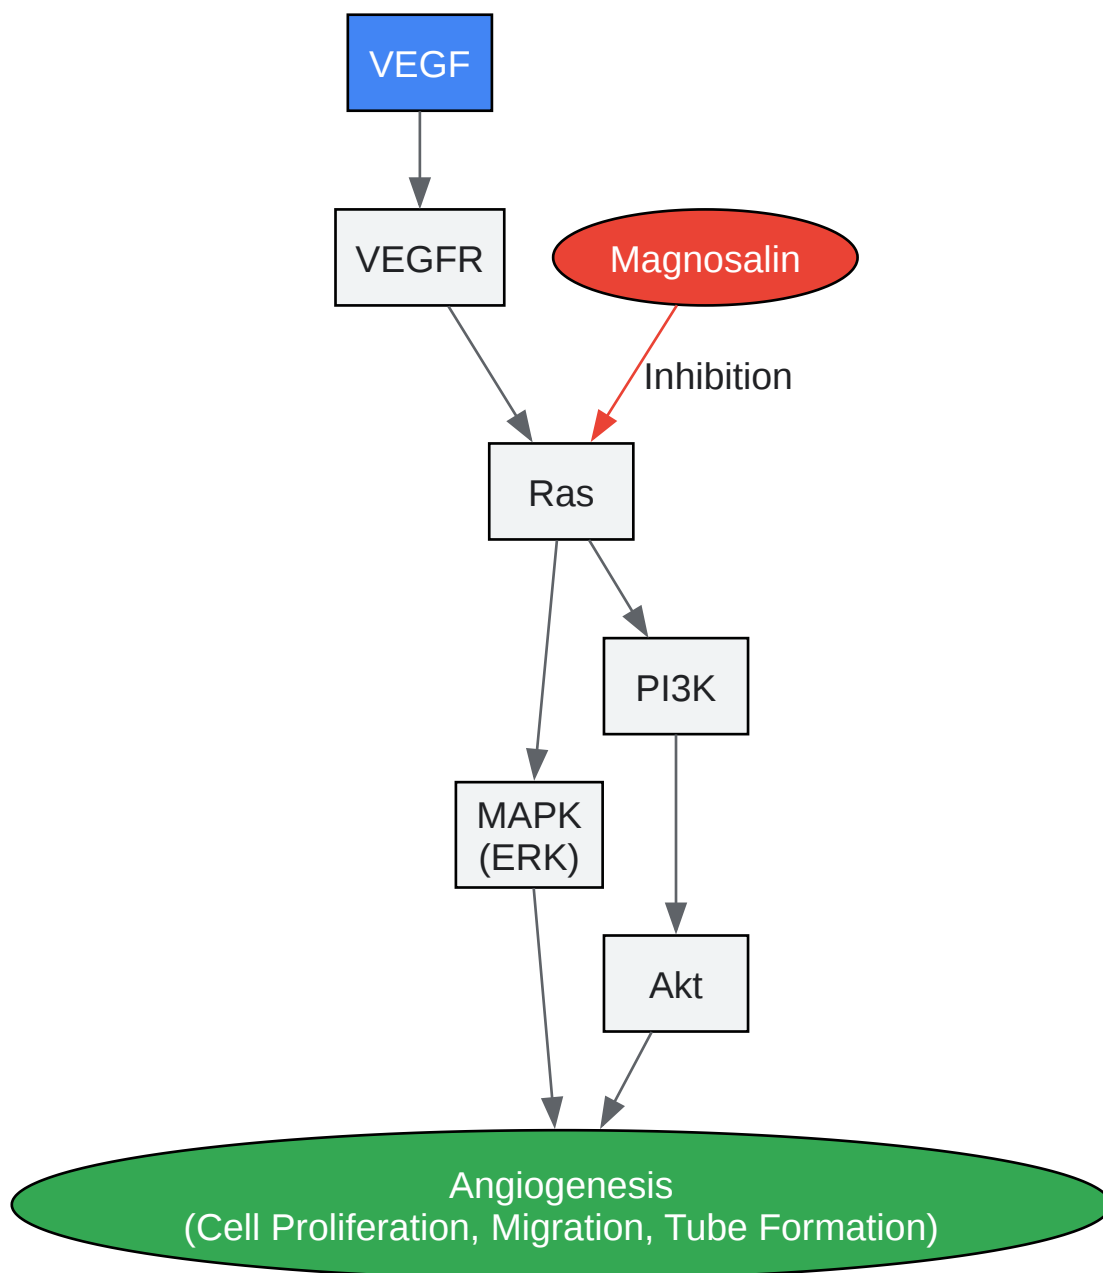 VEGF
VEGFR
Magnosalin
Inhibition
Ras
PI3K
MAPK
(ERK)
Akt
Angiogenesis
(Cell Proliferation, Migration, Tube Formation)